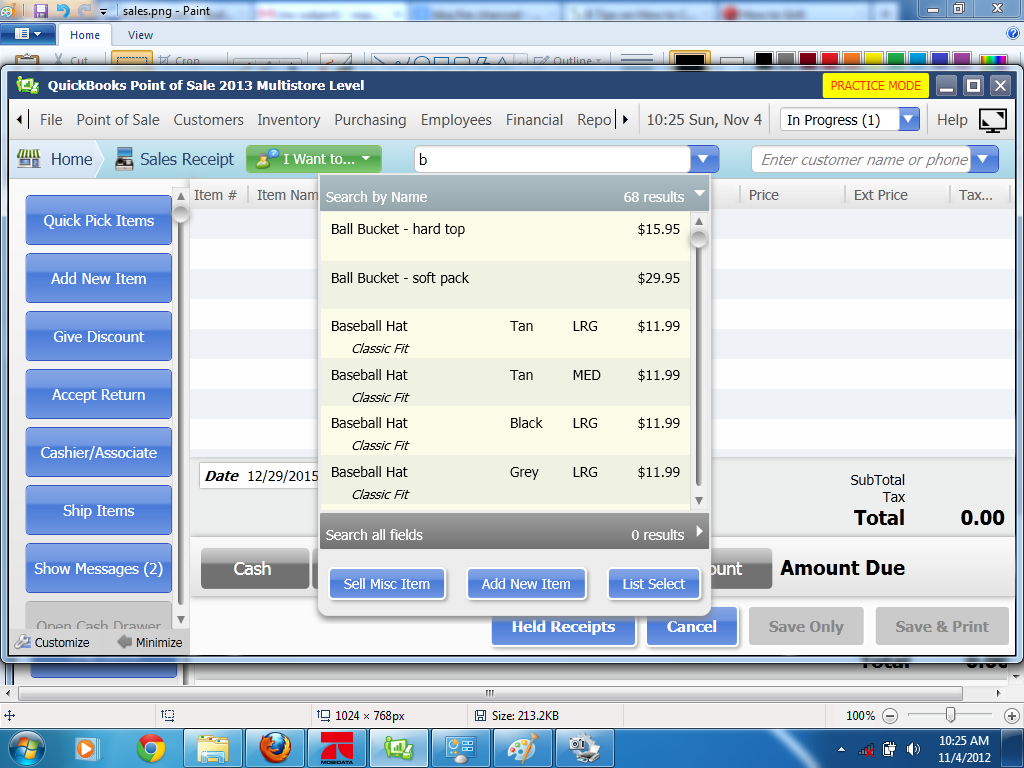 sales.png - Paint
Home View
Cut Crop Outline
QuickBooks Point of Sale 2013 Multistore Level PRACTICE MODE
File Point of Sale Customers Inventory Purchasing Employees Financial Repo 10:25 Sun, Nov 4 In Progress (1) Help
Home Sales Receipt I Want to... b Enter customer name or phone
Item # Item Nam Price Ext Price Tax...
Search by Name 68 results
Ball Bucket - hard top $15.95
Ball Bucket - soft pack $29.95
Baseball Hat Tan LRG $11.99
Classic Fit
Baseball Hat Tan MED $11.99
Classic Fit
Baseball Hat Black LRG $11.99
Classic Fit
Baseball Hat Grey LRG $11.99
Classic Fit
Search all fields 0 results
Sell Misc Item Add New Item List Select
Quick Pick Items
Add New Item
Give Discount
Accept Return
Cashier/Associate
Ship Items
Show Messages (2)
Open Cash Drawer
Customize Minimize
Date 12/29/2015
SubTotal
Tax
Total 0.00
Cash ount Amount Due
Held Receipts Cancel Save Only Save & Print
Total 0.00
1024 × 768px Size: 213.2KB 100%
MOBIDATA
10:25 AM
11/4/2012